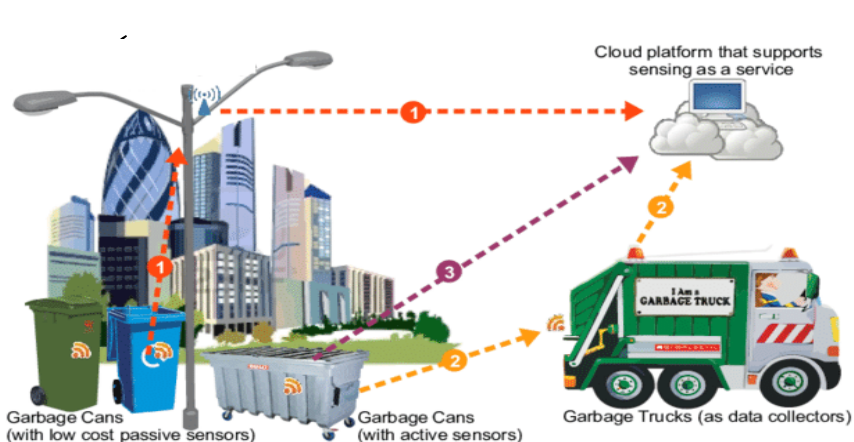 Cloud platform that supports
sensing as a service
1
1
2
3
2
I Am a
GARBAGE TRUCK
Garbage Cans
(with low cost passive sensors)
Garbage Cans
(with active sensors)
Garbage Trucks (as data collectors)